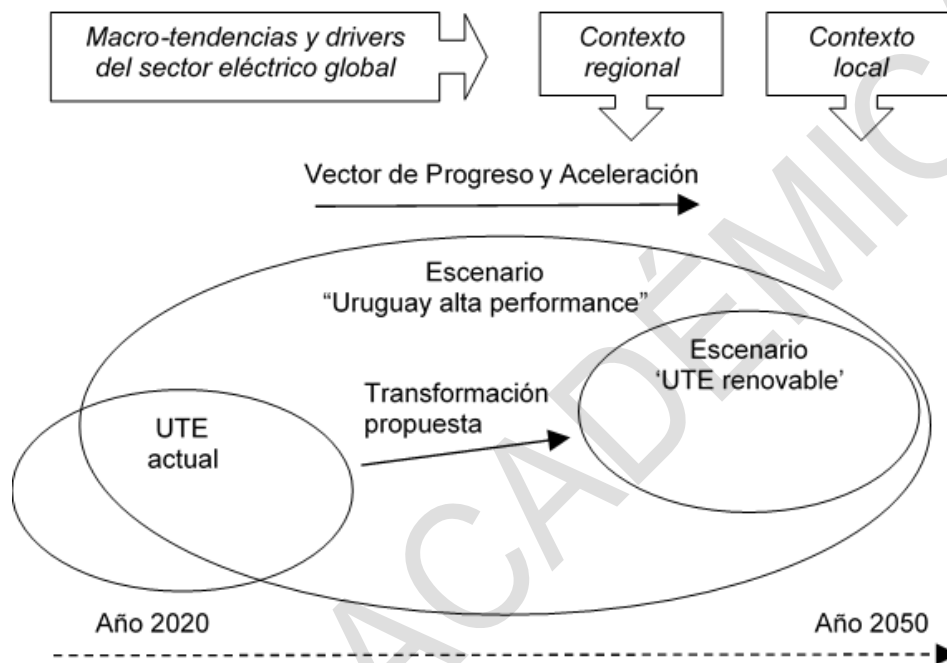 Macro-tendencias y drivers
del sector eléctrico global
Contexto
regional
Contexto
local
Vector de Progreso y Aceleración
Escenario
“Uruguay alta performance”
Escenario
‘UTE renovable’
Transformación
propuesta
UTE
actual
Año 2020
Año 2050
ACADÉMIC